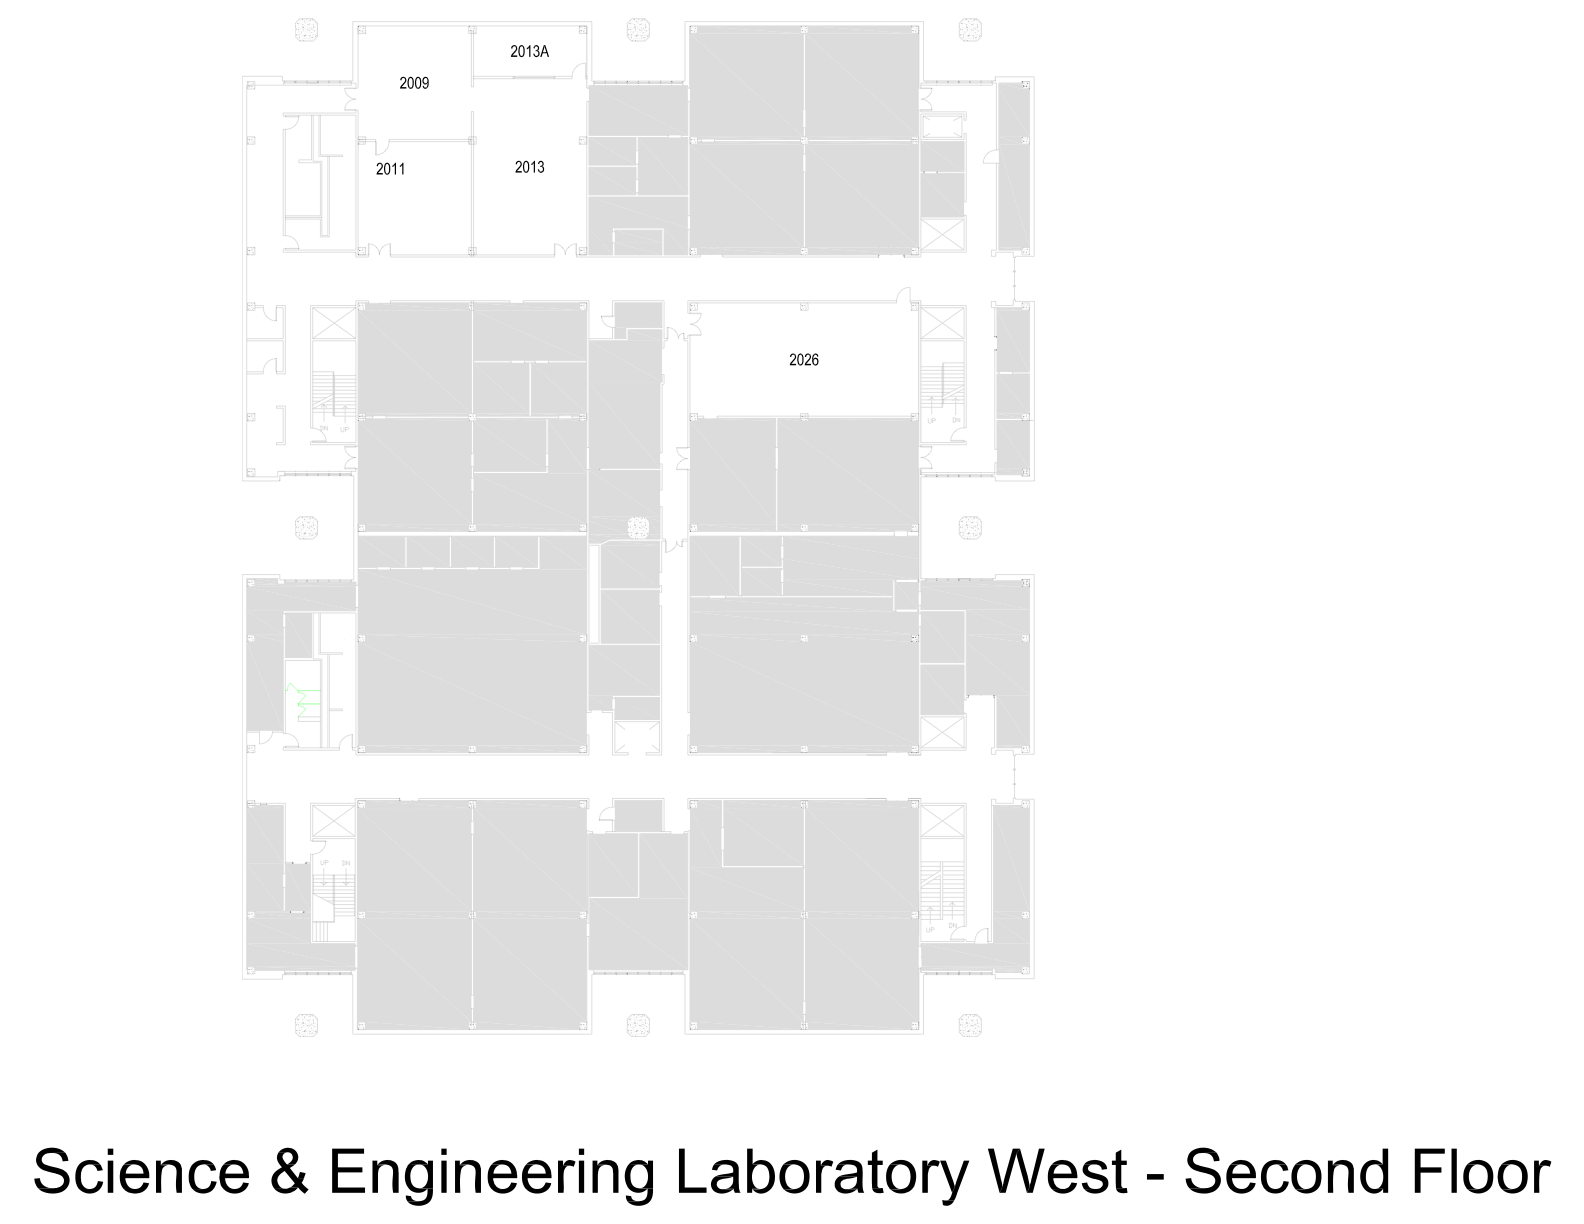 2013A
2009
2011
2013
2026
DN UP
UP DN
UP DN
UP DN
Science & Engineering Laboratory West - Second Floor